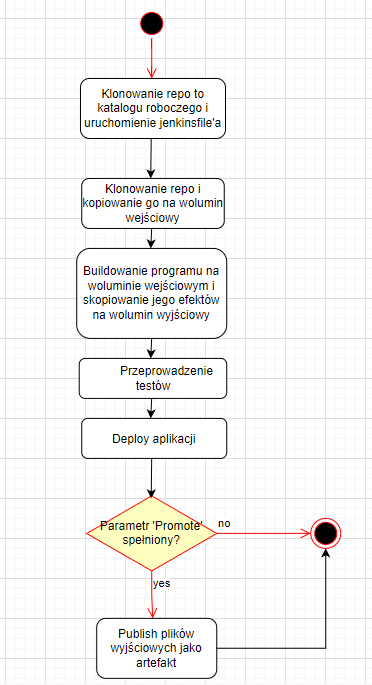 Klonowanie repo to
katalogu roboczego i
uruchomienie jenkinsfile'a
Klonowanie repo i
kopiowanie go na wolumin
wejściowy
Buildowanie programu na
woluminie wejściowym i
skopiowanie jego efektów
na wolumin wyjściowy
Przeprowadzenie
testów
Deploy aplikacji
Parametr 'Promote'
spełniony?
no
yes
Publish plików
wyjściowych jako
artefakt